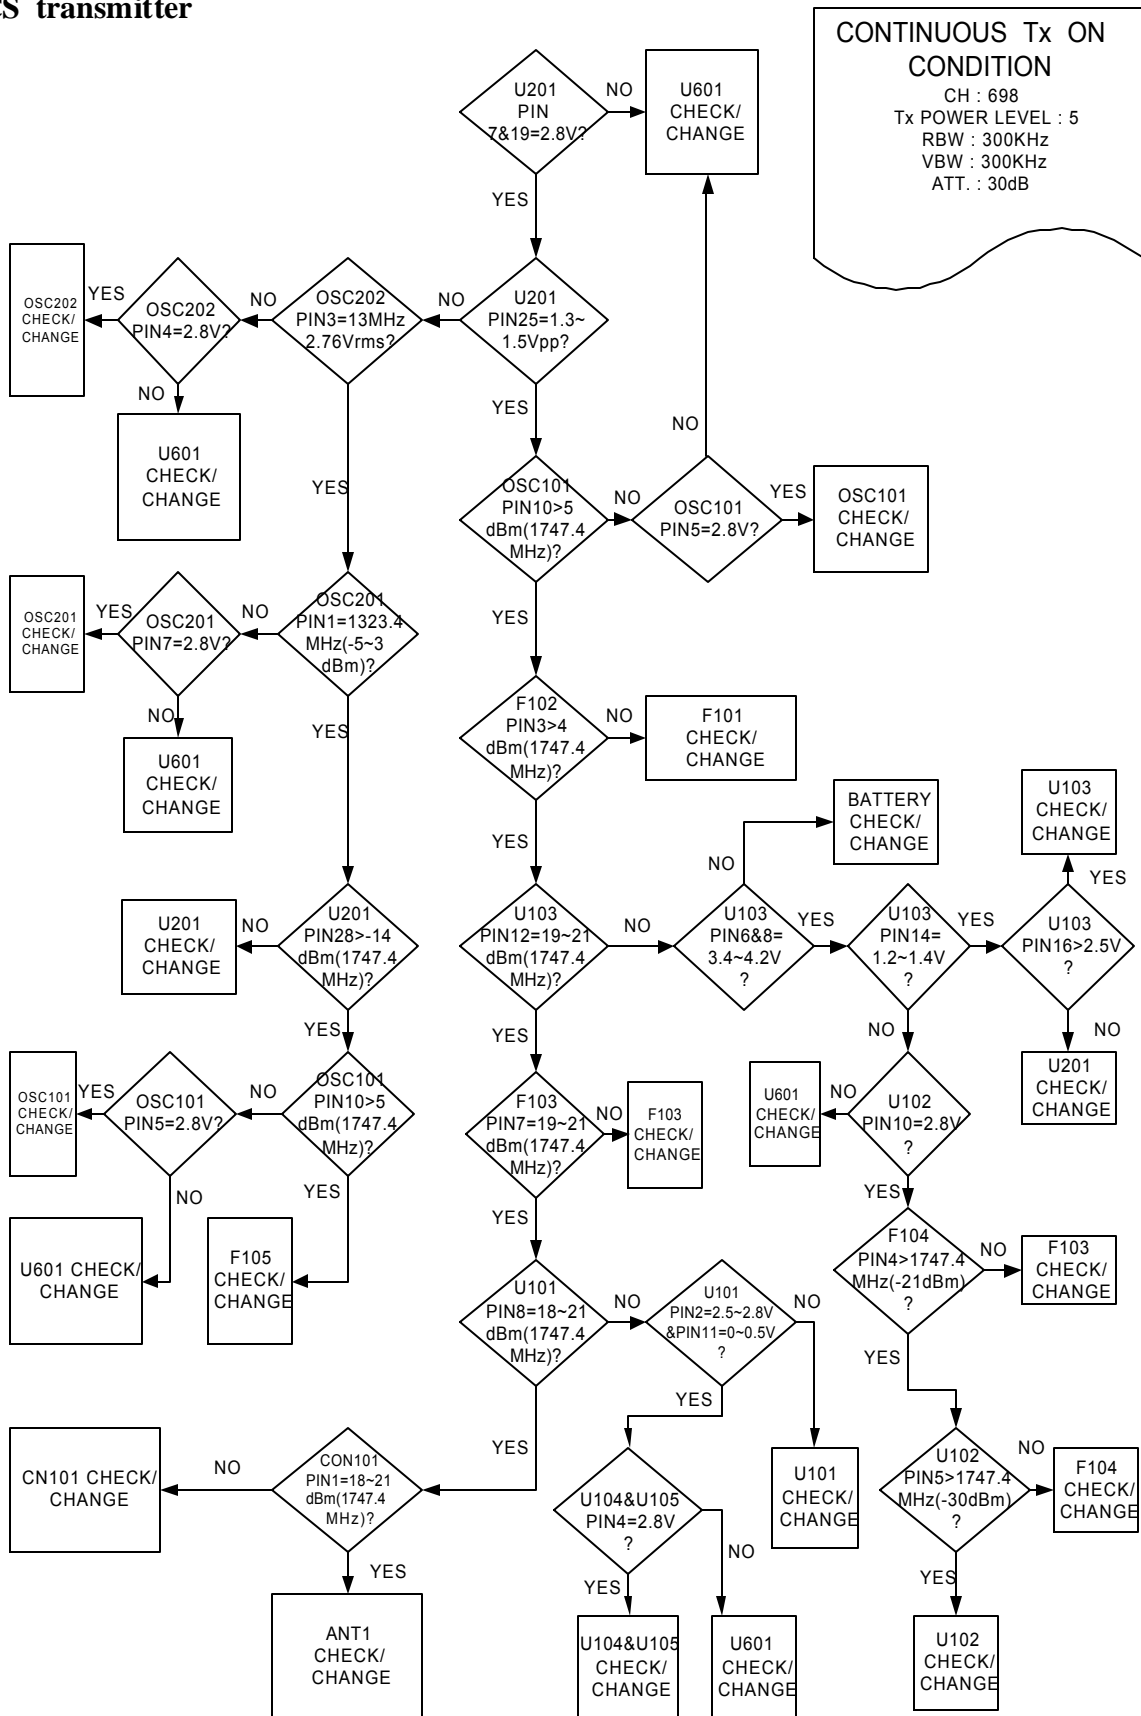 CS transmitter
CONTINUOUS Tx ON
CONDITION
CH : 698
Tx POWER LEVEL : 5
RBW : 300KHz
VBW : 300KHz
ATT. : 30dB
U201
PIN
7&19=2.8V?
NO
U601
CHECK/
CHANGE
YES
OSC202
CHECK/
CHANGE
YES
OSC202
PIN4=2.8V?
NO
OSC202
PIN3=13MHz
2.76Vrms?
NO
U201
PIN25=1.3~
1.5Vpp?
NO
U601
CHECK/
CHANGE
YES
YES
NO
OSC101
PIN10>5
dBm(1747.4
MHz)?
NO
OSC101
PIN5=2.8V?
YES
OSC101
CHECK/
CHANGE
OSC201
CHECK/
CHANGE
YES
OSC201
PIN7=2.8V?
NO
OSC201
PIN1=1323.4
MHz(-5~3
dBm)?
YES
NO
U601
CHECK/
CHANGE
YES
F102
PIN3>4
dBm(1747.4
MHz)?
NO
F101
CHECK/
CHANGE
YES
BATTERY
CHECK/
CHANGE
NO
U103
CHECK/
CHANGE
YES
U201
CHECK/
CHANGE
NO
U201
PIN28>-14
dBm(1747.4
MHz)?
U103
PIN12=19~21
dBm(1747.4
MHz)?
NO
U103
PIN6&8=
3.4~4.2V
?
YES
U103
PIN14=
1.2~1.4V
?
YES
U103
PIN16>2.5V
?
YES
YES
NO
NO
U201
CHECK/
CHANGE
OSC101
CHECK/
CHANGE
YES
OSC101
PIN5=2.8V?
NO
OSC101
PIN10>5
dBm(1747.4
MHz)?
F103
PIN7=19~21
dBm(1747.4
MHz)?
NO
F103
CHECK/
CHANGE
U601
CHECK/
CHANGE
NO
U102
PIN10=2.8V
?
NO
YES
YES
YES
U601 CHECK/
CHANGE
F105
CHECK/
CHANGE
F104
PIN4>1747.4
MHz(-21dBm)
?
NO
F103
CHECK/
CHANGE
U101
PIN8=18~21
dBm(1747.4
MHz)?
NO
U101
PIN2=2.5~2.8V
&PIN11=0~0.5V
?
NO
YES
YES
YES
CN101 CHECK/
CHANGE
NO
CON101
PIN1=18~21
dBm(1747.4
MHz)?
U104&U105
PIN4=2.8V
?
U101
CHECK/
CHANGE
U102
PIN5>1747.4
MHz(-30dBm)
?
NO
F104
CHECK/
CHANGE
YES
YES
NO
YES
ANT1
CHECK/
CHANGE
U104&U105
CHECK/
CHANGE
U601
CHECK/
CHANGE
U102
CHECK/
CHANGE